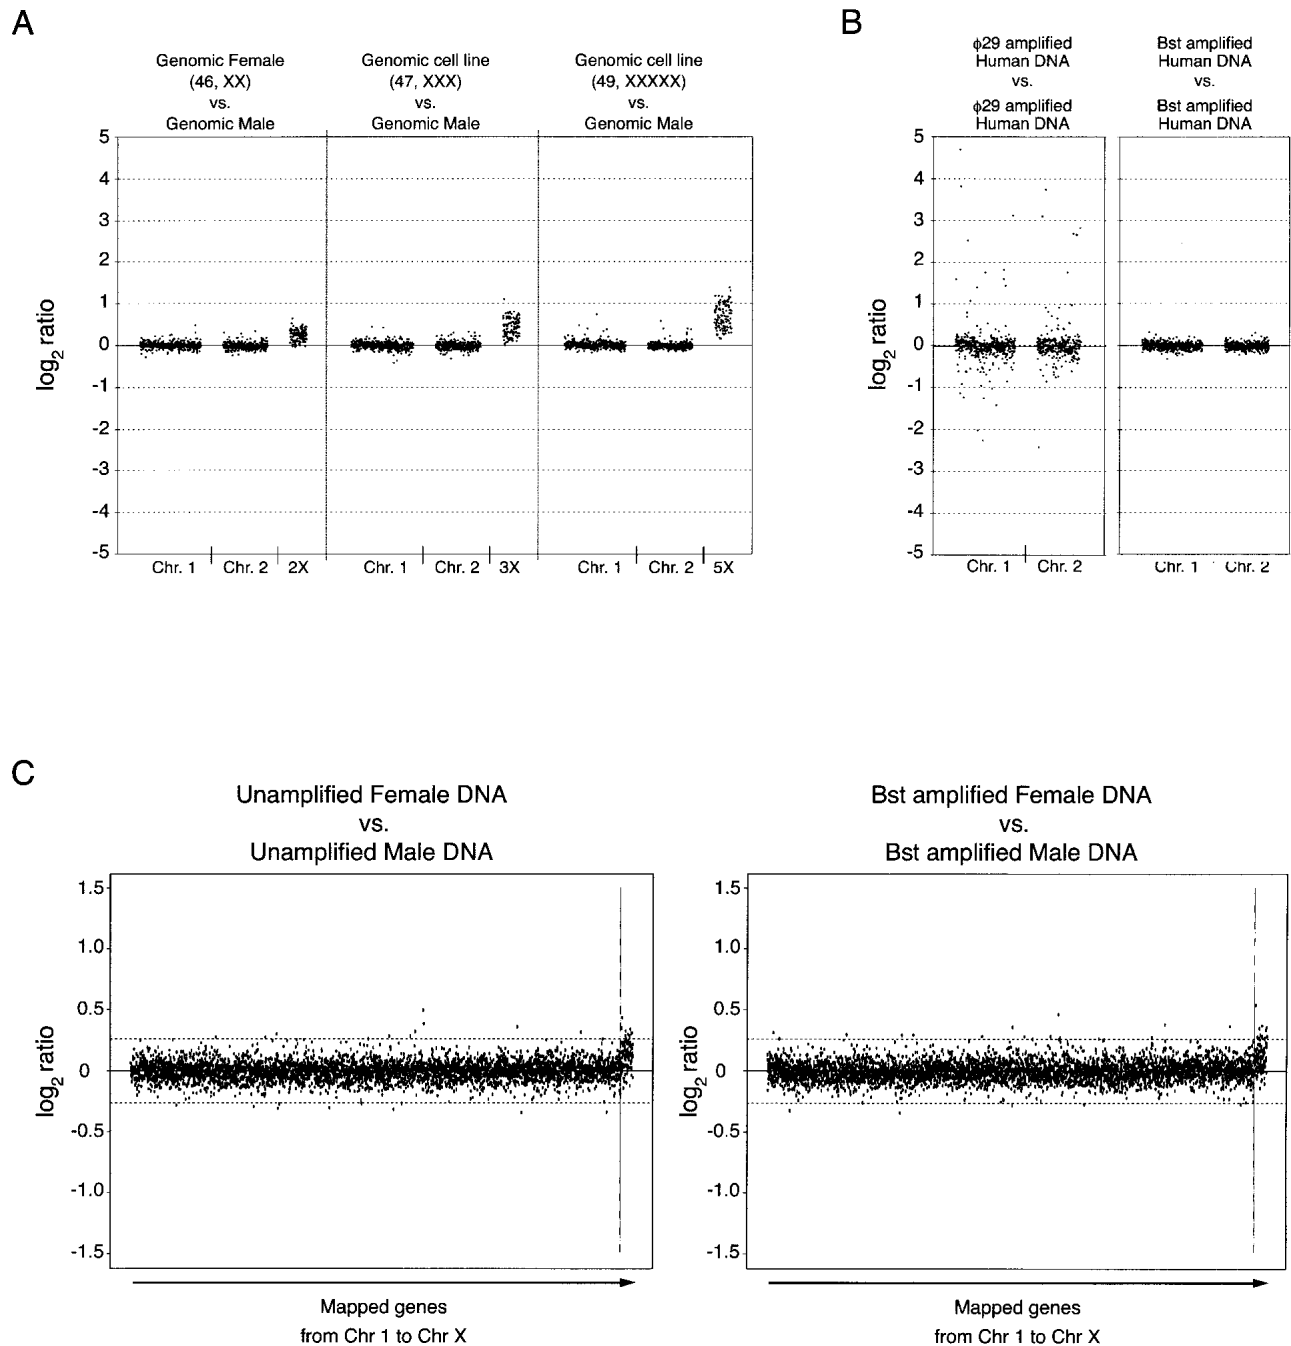 A
Genomic Female
(46, XX)
vs.
Genomic Male
Genomic cell line
(47, XXX)
vs.
Genomic Male
Genomic cell line
(49, XXXXX)
vs.
Genomic Male
log2 ratio
5
4
3
2
1
0
-1
-2
-3
-4
-5
Chr. 1
Chr. 2
2X
Chr. 1
Chr. 2
3X
Chr. 1
Chr. 2
5X
B
ϕ29 amplified
Human DNA
vs.
ϕ29 amplified
Human DNA
Bst amplified
Human DNA
vs.
Bst amplified
Human DNA
log2 ratio
5
4
3
2
1
0
-1
-2
-3
-4
-5
Chr. 1
Chr. 2
Chr. 1
Chr. 2
C
Unamplified Female DNA
vs.
Unamplified Male DNA
log2 ratio
1.5
1.0
0.5
0
-0.5
-1.0
-1.5
Mapped genes
from Chr 1 to Chr X
Bst amplified Female DNA
vs.
Bst amplified Male DNA
log2 ratio
1.5
1.0
0.5
0
-0.5
-1.0
-1.5
Mapped genes
from Chr 1 to Chr X